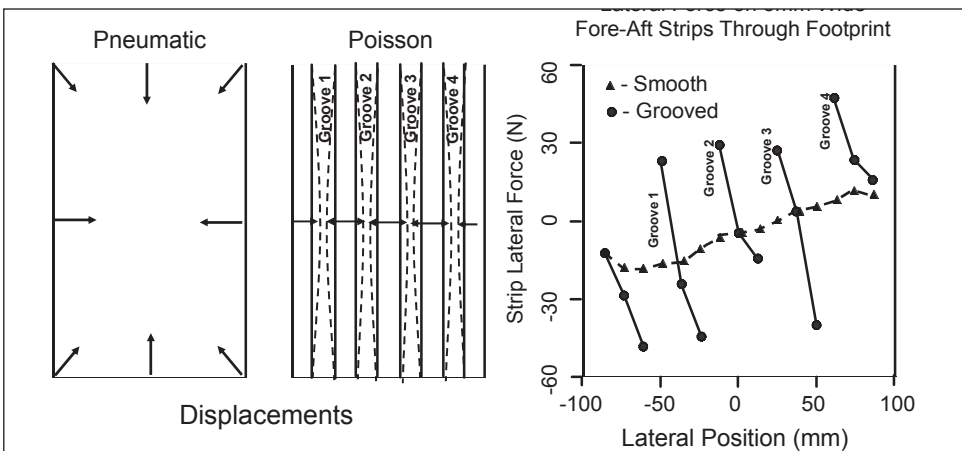 Pneumatic
Poisson
Groove 1
Groove 2
Groove 3
Groove 4
Displacements
Fore-Aft Strips Through Footprint
- Smooth
- Grooved
Groove 1
Groove 2
Groove 3
Groove 4
Strip Lateral Force (N)
60
30
0
-30
-60
-100
-50
0
50
100
Lateral Position (mm)